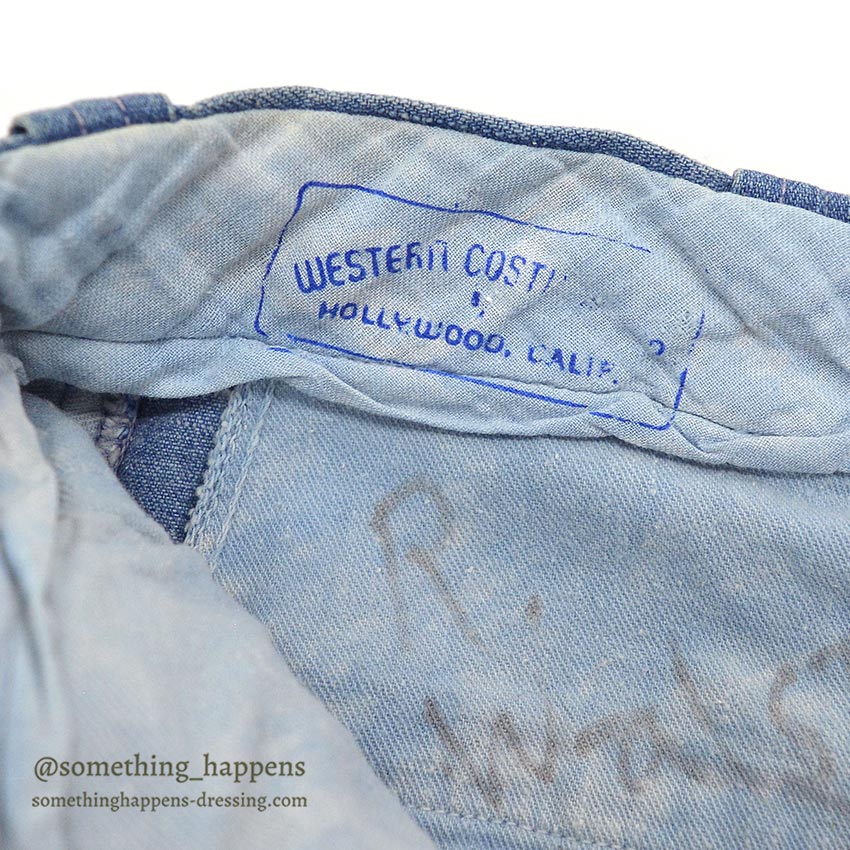 WESTERN
HOLLYWOOD, CALIF.
R.
@something_happens
somethinghappens-dressing.com